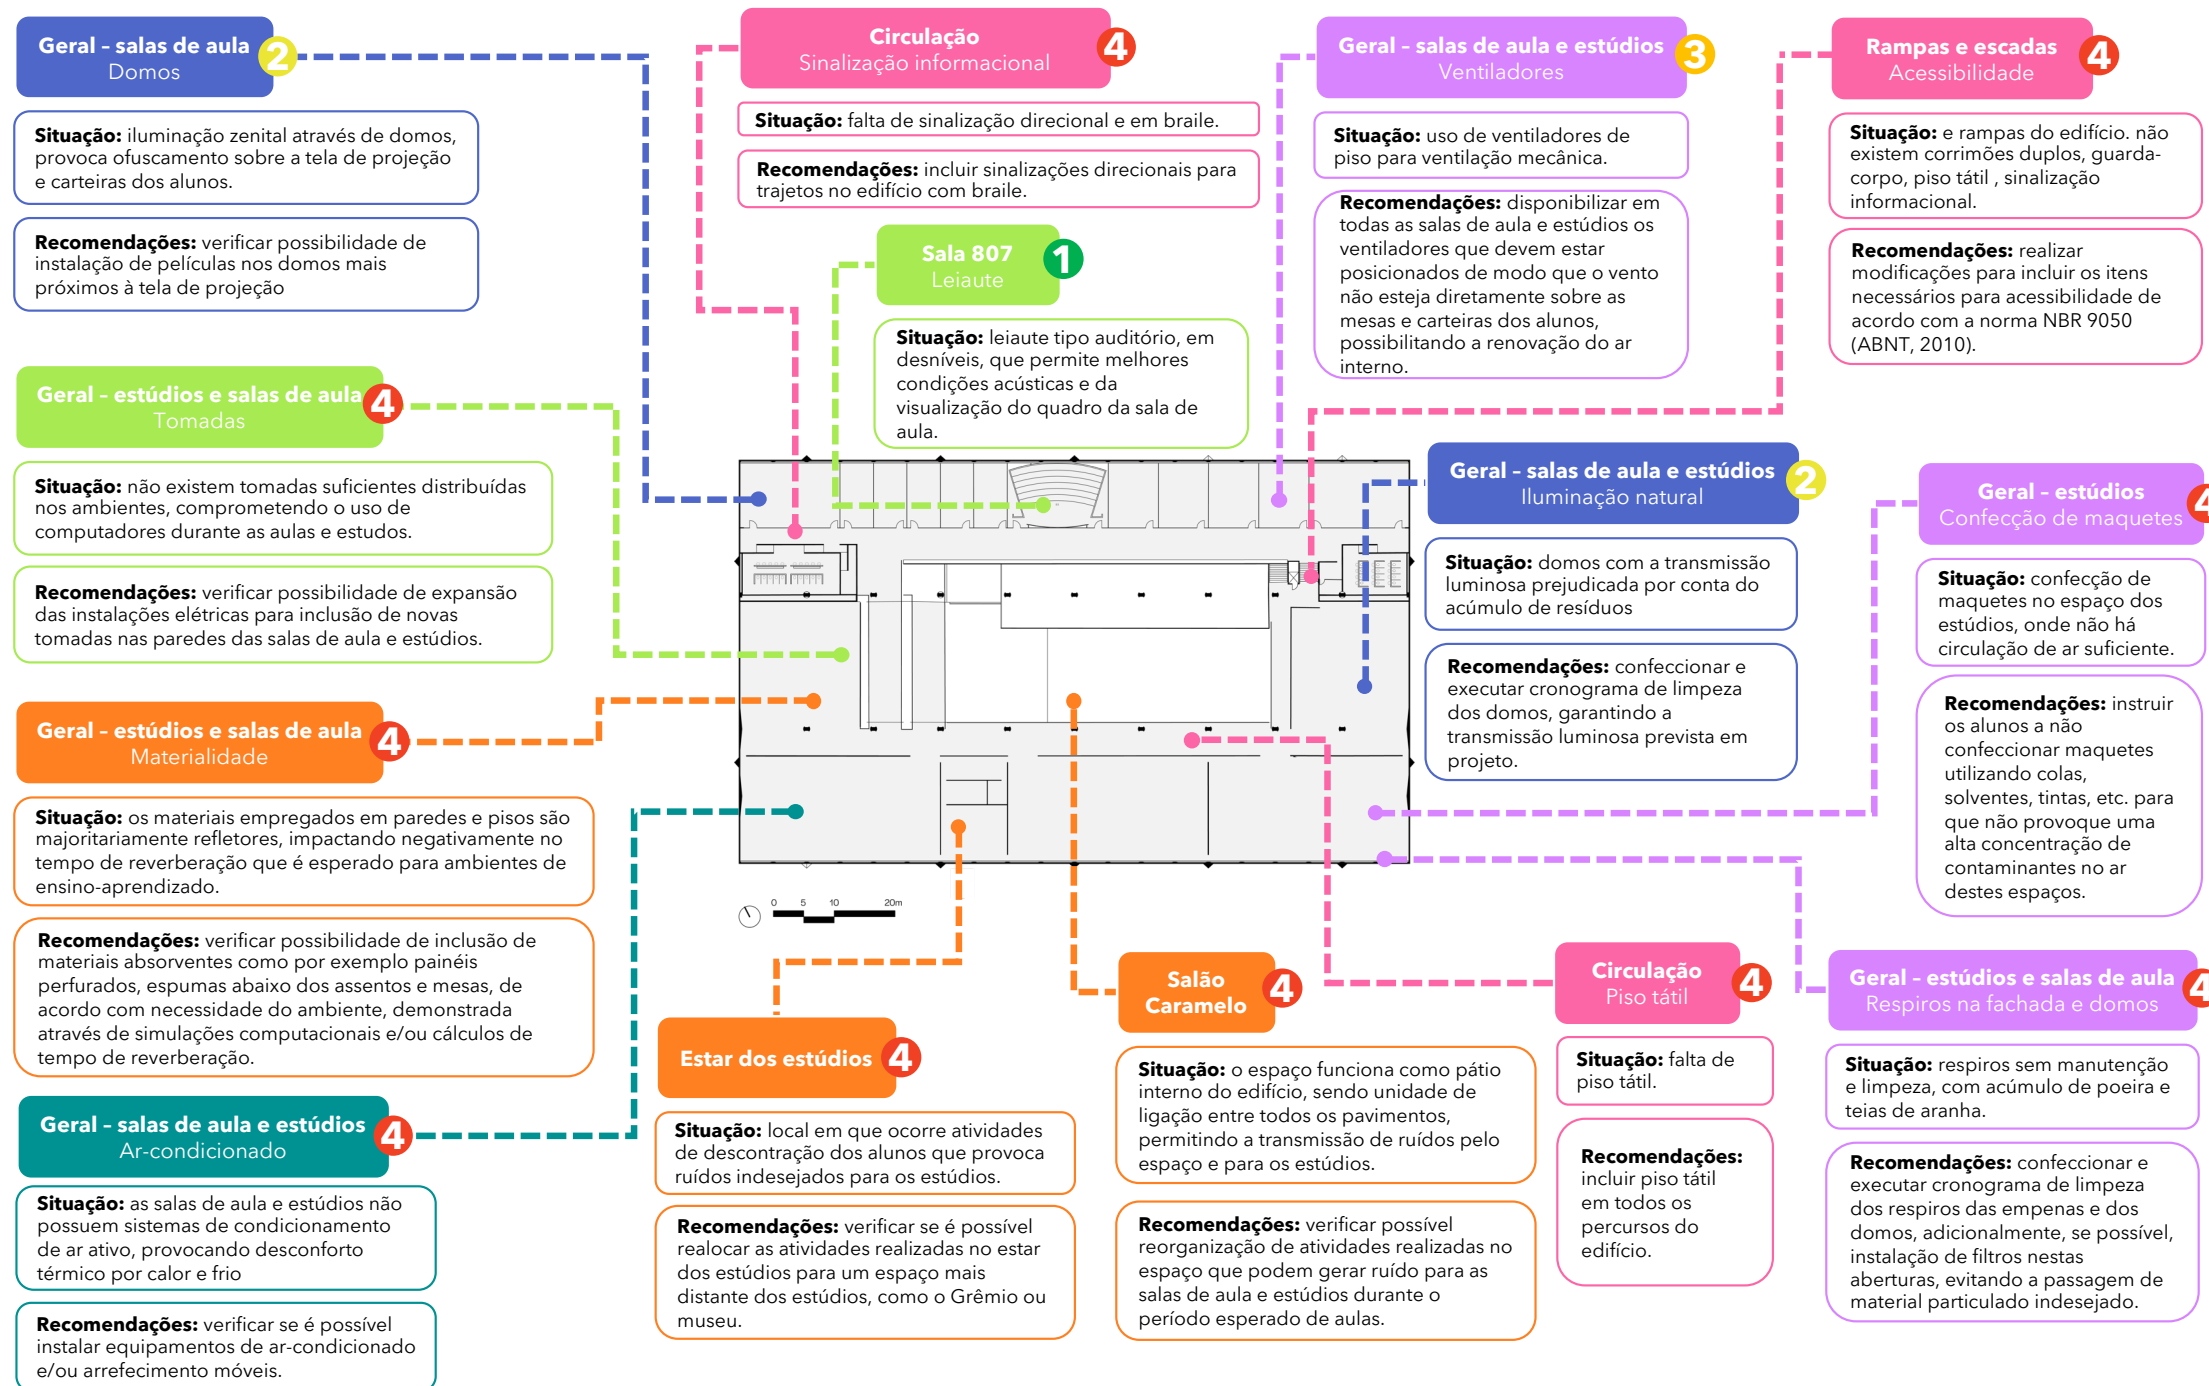 Geral – salas de aula
Domos
2
Situação: iluminação zenital através de domos,
provoca ofuscamento sobre a tela de projeção
e carteiras dos alunos.
Recomendações: verificar possibilidade de
instalação de películas nos domos mais
próximos à tela de projeção
Circulação
Sinalização informacional
4
Situação: falta de sinalização direcional e em braile.
Recomendações: incluir sinalizações direcionais para
trajetos no edifício com braile.
Sala 807
Leiaute
1
Situação: leiaute tipo auditório, em
desníveis, que permite melhores
condições acústicas e da
visualização do quadro da sala de
aula.
Geral – salas de aula e estúdios
Ventiladores
3
Situação: uso de ventiladores de
piso para ventilação mecânica.
Recomendações: disponibilizar em
todas as salas de aula e estúdios os
ventiladores que devem estar
posicionados de modo que o vento
não esteja diretamente sobre as
mesas e carteiras dos alunos,
possibilitando a renovação do ar
interno.
Rampas e escadas
Acessibilidade
4
Situação: e rampas do edifício. não
existem corrimões duplos, guarda-
corpo, piso tátil , sinalização
informacional.
Recomendações: realizar
modificações para incluir os itens
necessários para acessibilidade de
acordo com a norma NBR 9050
(ABNT, 2010).
Geral – estúdios e salas de aula
Tomadas
4
Situação: não existem tomadas suficientes distribuídas
nos ambientes, comprometendo o uso de
computadores durante as aulas e estudos.
Recomendações: verificar possibilidade de expansão
das instalações elétricas para inclusão de novas
tomadas nas paredes das salas de aula e estúdios.
Geral – salas de aula e estúdios
Iluminação natural
2
Situação: domos com a transmissão
luminosa prejudicada por conta do
acúmulo de resíduos
Recomendações: confeccionar e
executar cronograma de limpeza
dos domos, garantindo a
transmissão luminosa prevista em
projeto.
Geral – estúdios
Confecção de maquetes
4
Situação: confecção de
maquetes no espaço dos
estúdios, onde não há
circulação de ar suficiente.
Recomendações: instruir
os alunos a não
confeccionar maquetes
utilizando colas,
solventes, tintas, etc. para
que não provoque uma
alta concentração de
contaminantes no ar
destes espaços.
Geral – estúdios e salas de aula
Materialidade
4
Situação: os materiais empregados em paredes e pisos são
majoritariamente refletores, impactando negativamente no
tempo de reverberação que é esperado para ambientes de
ensino-aprendizado.
Recomendações: verificar possibilidade de inclusão de
materiais absorventes como por exemplo painéis
perfurados, espumas abaixo dos assentos e mesas, de
acordo com necessidade do ambiente, demonstrada
através de simulações computacionais e/ou cálculos de
tempo de reverberação.
0 5 10 20m
Geral – salas de aula e estúdios
Ar-condicionado
4
Situação: as salas de aula e estúdios não
possuem sistemas de condicionamento
de ar ativo, provocando desconforto
térmico por calor e frio
Recomendações: verificar se é possível
instalar equipamentos de ar-condicionado
e/ou arrefecimento móveis.
Estar dos estúdios
4
Situação: local em que ocorre atividades
de descontração dos alunos que provoca
ruídos indesejados para os estúdios.
Recomendações: verificar se é possível
realocar as atividades realizadas no estar
dos estúdios para um espaço mais
distante dos estúdios, como o Grêmio ou
museu.
Salão
Caramelo
4
Situação: o espaço funciona como pátio
interno do edifício, sendo unidade de
ligação entre todos os pavimentos,
permitindo a transmissão de ruídos pelo
espaço e para os estúdios.
Recomendações: verificar possível
reorganização de atividades realizadas no
espaço que podem gerar ruído para as
salas de aula e estúdios durante o
período esperado de aulas.
Circulação
Piso tátil
4
Situação: falta de
piso tátil.
Recomendações:
incluir piso tátil
em todos os
percursos do
edifício.
Geral – estúdios e salas de aula
Respiros na fachada e domos
4
Situação: respiros sem manutenção
e limpeza, com acúmulo de poeira e
teias de aranha.
Recomendações: confeccionar e
executar cronograma de limpeza
dos respiros das empenas e dos
domos, adicionalmente, se possível,
instalação de filtros nestas
aberturas, evitando a passagem de
material particulado indesejado.